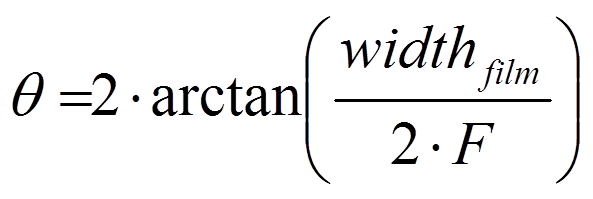 θ = 2 · arctan( width_film / 2 · F )